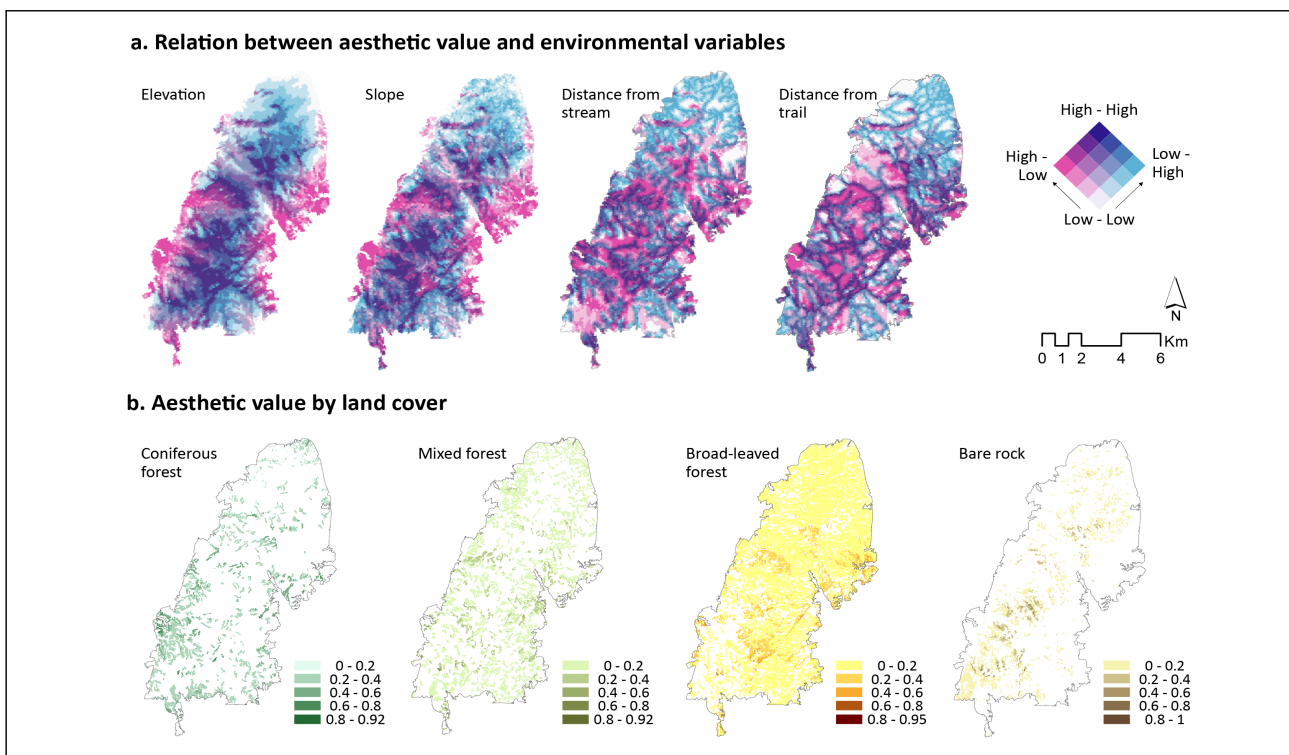 a. Relation between aesthetic value and environmental variables
Elevation
Slope
Distance from
stream
Distance from
trail
High - High
High -
Low
Low -
High
Low - Low
N
Km
0 1 2 4 6
b. Aesthetic value by land cover
Coniferous
forest
0 - 0.2
0.2 - 0.4
0.4 - 0.6
0.6 - 0.8
0.8 - 0.92
Mixed forest
0 - 0.2
0.2 - 0.4
0.4 - 0.6
0.6 - 0.8
0.8 - 0.92
Broad-leaved
forest
0 - 0.2
0.2 - 0.4
0.4 - 0.6
0.6 - 0.8
0.8 - 0.95
Bare rock
0 - 0.2
0.2 - 0.4
0.4 - 0.6
0.6 - 0.8
0.8 - 1